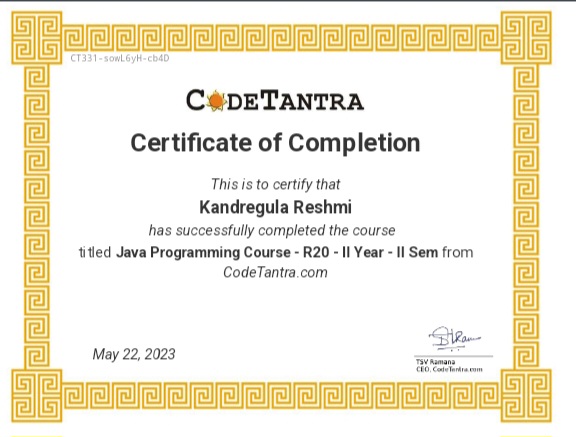 CT331-sowL6yH-cb4D
CODETANTRA
Certificate of Completion
This is to certify that
Kandregula Reshmi
has successfully completed the course
titled Java Programming Course - R20 - II Year - II Sem from
CodeTantra.com
May 22, 2023
TSV Ramana
CEO, CodeTantra.com